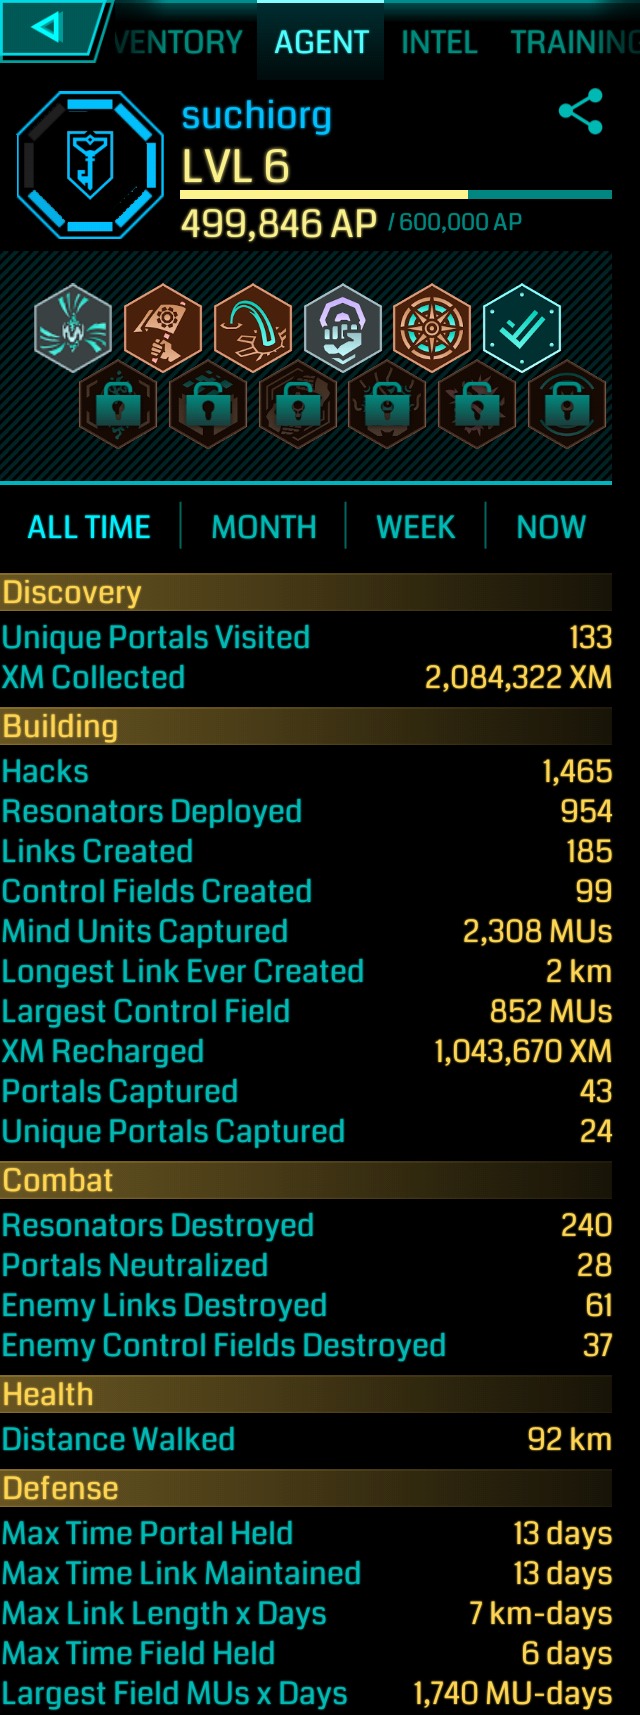 VENTORY AGENT INTEL TRAINING
suchiorg
LVL 6
499,846 AP / 600,000 AP
ALL TIME MONTH WEEK NOW
Discovery
Unique Portals Visited 133
XM Collected 2,084,322 XM
Building
Hacks 1,465
Resonators Deployed 954
Links Created 185
Control Fields Created 99
Mind Units Captured 2,308 MUs
Longest Link Ever Created 2 km
Largest Control Field 852 MUs
XM Recharged 1,043,670 XM
Portals Captured 43
Unique Portals Captured 24
Combat
Resonators Destroyed 240
Portals Neutralized 28
Enemy Links Destroyed 61
Enemy Control Fields Destroyed 37
Health
Distance Walked 92 km
Defense
Max Time Portal Held 13 days
Max Time Link Maintained 13 days
Max Link Length x Days 7 km-days
Max Time Field Held 6 days
Largest Field MUs x Days 1,740 MU-days